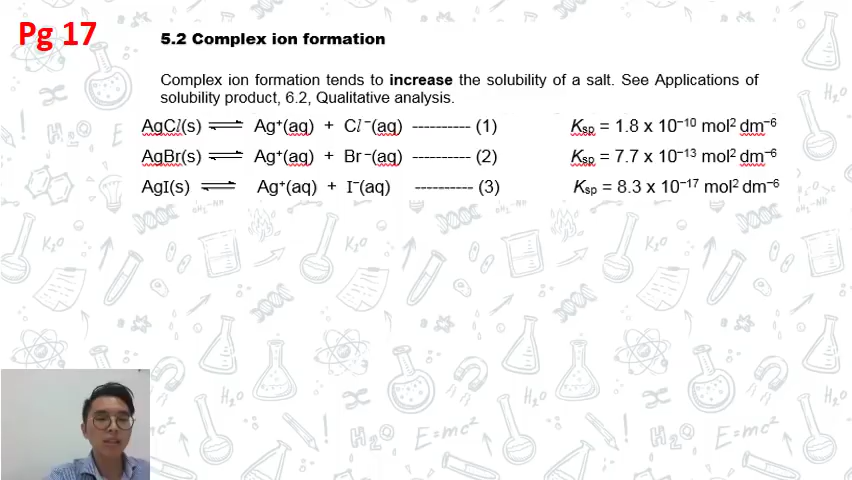 Pg 17
5.2 Complex ion formation
Complex ion formation tends to increase the solubility of a salt. See Applications of
solubility product, 6.2, Qualitative analysis.
AgCl(s) ⇌ Ag⁺(aq) + Cl⁻(aq) ---------- (1) Ksp = 1.8 x 10⁻¹⁰ mol² dm⁻⁶
AgBr(s) ⇌ Ag⁺(aq) + Br⁻(aq) ---------- (2) Ksp = 7.7 x 10⁻¹³ mol² dm⁻⁶
AgI(s) ⇌ Ag⁺(aq) + I⁻(aq) ---------- (3) Ksp = 8.3 x 10⁻¹⁷ mol² dm⁻⁶